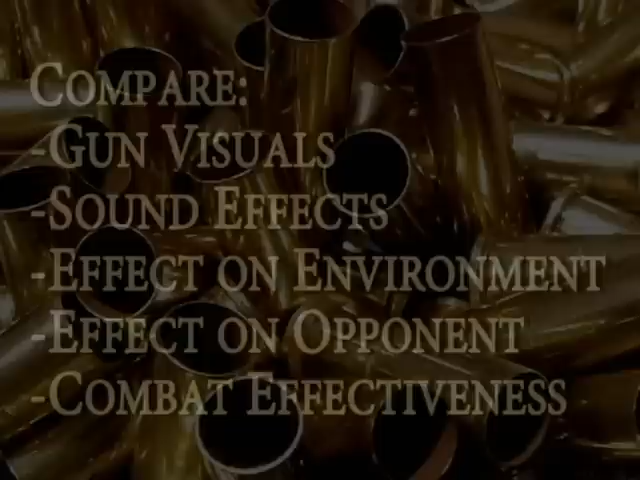 Compare:
-Gun Visuals
-Sound Effects
-Effect on Environment
-Effect on Opponent
-Combat Effectiveness